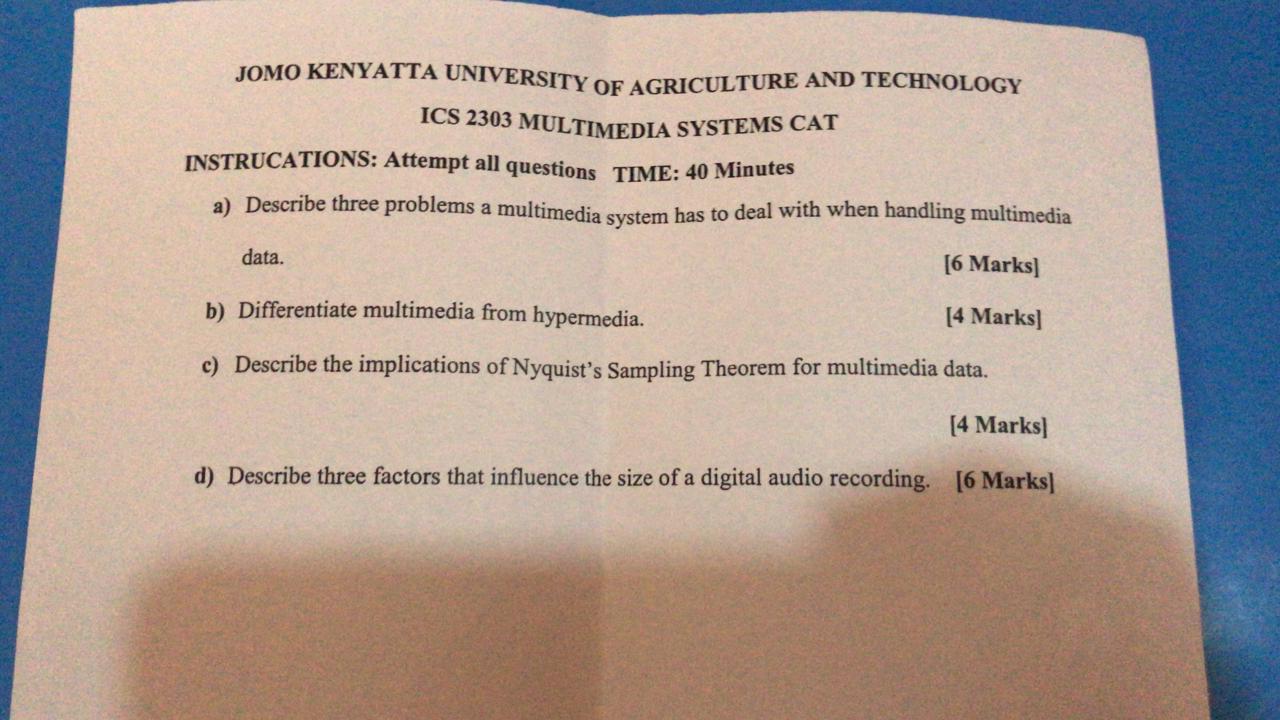 JOMO KENYATTA UNIVERSITY OF AGRICULTURE AND TECHNOLOGY
ICS 2303 MULTIMEDIA SYSTEMS CAT
INSTRUCATIONS: Attempt all questions TIME: 40 Minutes
a) Describe three problems a multimedia system has to deal with when handling multimedia
data. [6 Marks]
b) Differentiate multimedia from hypermedia. [4 Marks]
c) Describe the implications of Nyquist's Sampling Theorem for multimedia data.
[4 Marks]
d) Describe three factors that influence the size of a digital audio recording. [6 Marks]